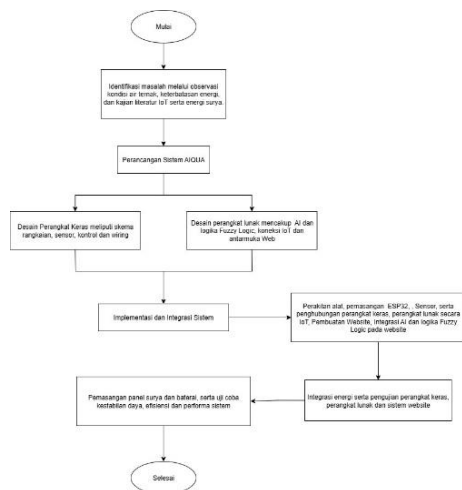 Mulai
Identifikasi masalah melalui observasi
kondisi air ternak, keterbatasan energi,
dan kajian literatur IoT serta energi surya.
Perancangan Sistem AIQUA
Desain Perangkat Keras meliputi skema
rangkaian, sensor, kontrol dan wiring
Desain perangkat lunak mencakup AI dan
logika Fuzzy Logic, koneksi IoT dan
antarmuka Web
Implementasi dan Integrasi Sistem
Perakitan alat, pemasangan ESP32, Sensor, serta
penghubungan perangkat keras, perangkat lunak secara
IoT, Pembuatan Website, Integrasi AI dan logika Fuzzy
Logic pada website
Pemasangan panel surya dan baterai, serta uji coba
kestabilan daya, efisiensi dan performa sistem
Integrasi energi serta pengujian perangkat keras,
perangkat lunak dan sistem website
Selesai